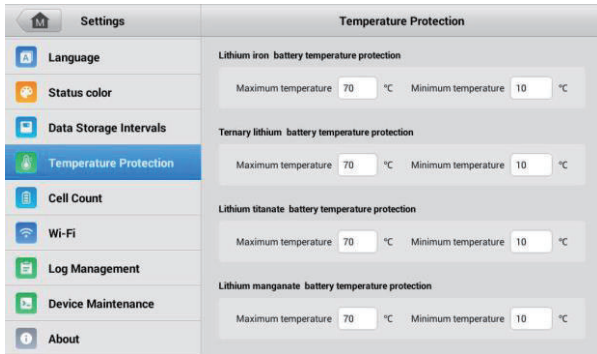 M Settings
Temperature Protection
Language
Status color
Data Storage Intervals
Temperature Protection
Cell Count
Wi-Fi
Log Management
Device Maintenance
About
Lithium iron battery temperature protection
Maximum temperature 70 °C Minimum temperature 10 °C
Ternary lithium battery temperature protection
Maximum temperature 70 °C Minimum temperature 10 °C
Lithium titanate battery temperature protection
Maximum temperature 70 °C Minimum temperature 10 °C
Lithium manganate battery temperature protection
Maximum temperature 70 °C Minimum temperature 10 °C